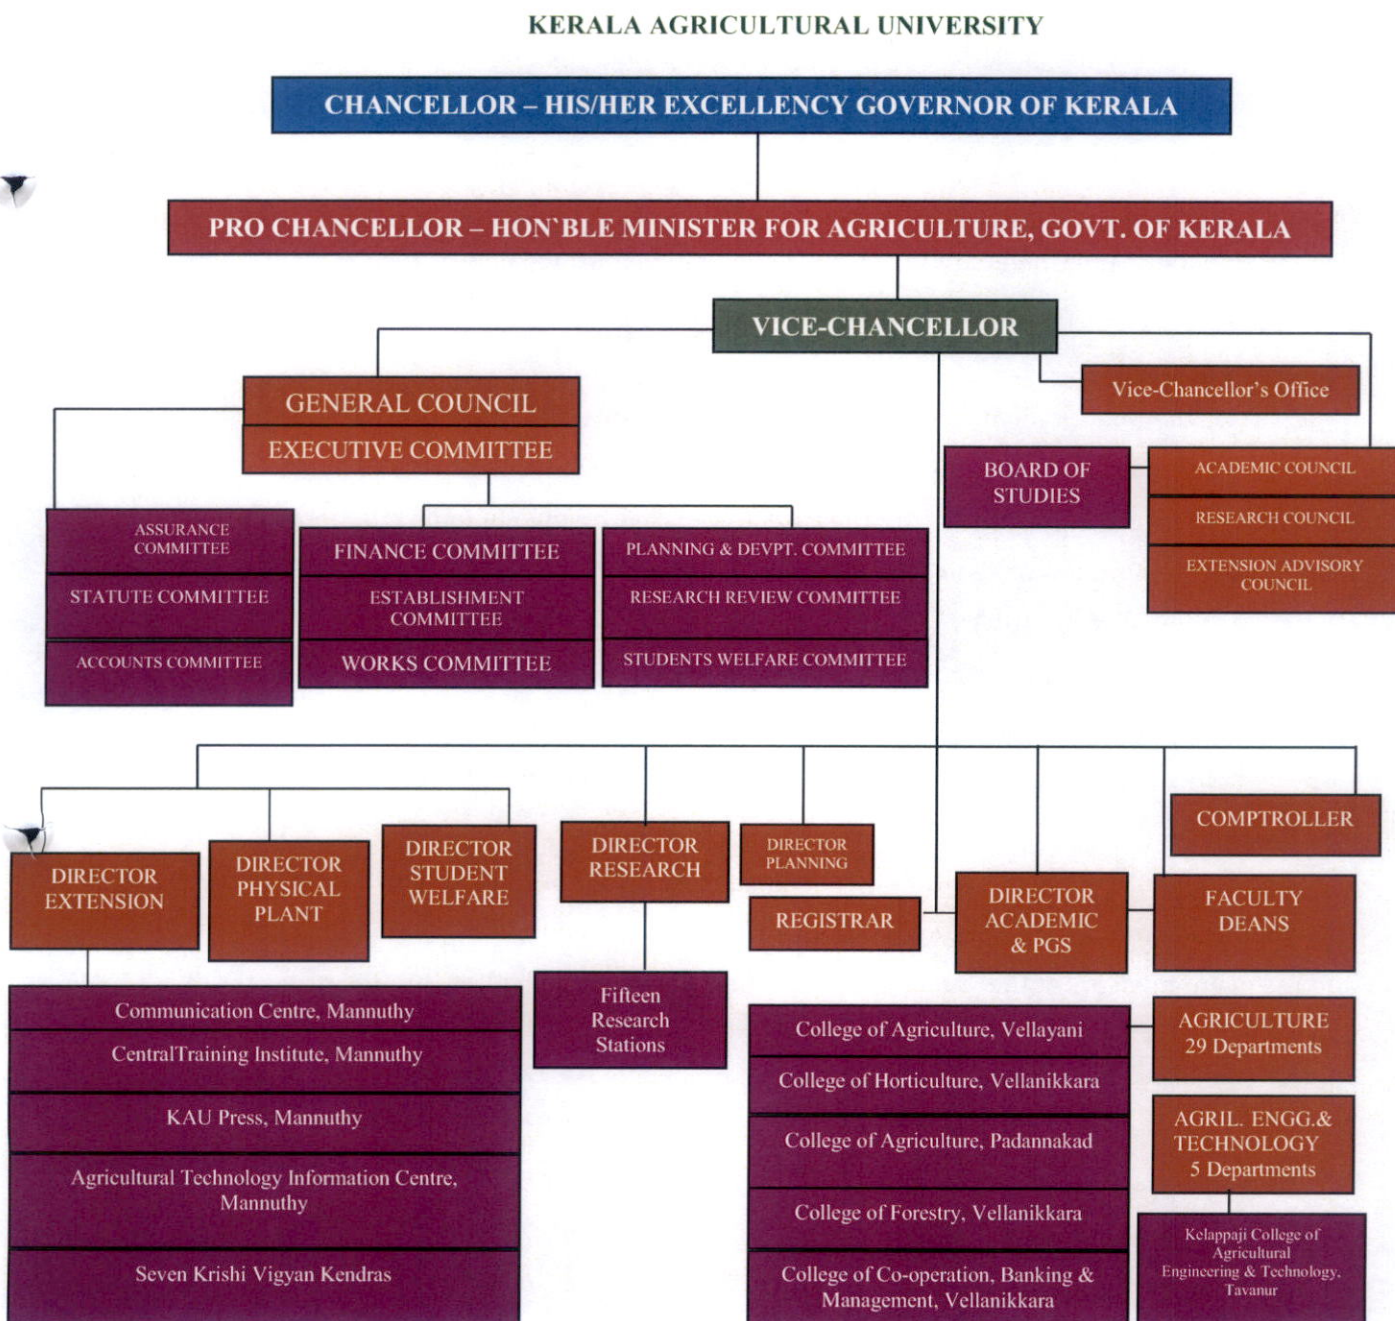 KERALA AGRICULTURAL UNIVERSITY
CHANCELLOR – HIS/HER EXCELLENCY GOVERNOR OF KERALA
PRO CHANCELLOR – HON`BLE MINISTER FOR AGRICULTURE, GOVT. OF KERALA
VICE-CHANCELLOR
Vice-Chancellor's Office
GENERAL COUNCIL
EXECUTIVE COMMITTEE
BOARD OF
STUDIES
ACADEMIC COUNCIL
RESEARCH COUNCIL
EXTENSION ADVISORY
COUNCIL
ASSURANCE
COMMITTEE
STATUTE COMMITTEE
ACCOUNTS COMMITTEE
FINANCE COMMITTEE
ESTABLISHMENT
COMMITTEE
WORKS COMMITTEE
PLANNING & DEVPT. COMMITTEE
RESEARCH REVIEW COMMITTEE
STUDENTS WELFARE COMMITTEE
DIRECTOR
EXTENSION
DIRECTOR
PHYSICAL
PLANT
DIRECTOR
STUDENT
WELFARE
DIRECTOR
RESEARCH
DIRECTOR
PLANNING
REGISTRAR
DIRECTOR
ACADEMIC
& PGS
COMPTROLLER
FACULTY
DEANS
Communication Centre, Mannuthy
CentralTraining Institute, Mannuthy
KAU Press, Mannuthy
Agricultural Technology Information Centre,
Mannuthy
Seven Krishi Vigyan Kendras
Fifteen
Research
Stations
College of Agriculture, Vellayani
College of Horticulture, Vellanikkara
College of Agriculture, Padannakad
College of Forestry, Vellanikkara
College of Co-operation, Banking &
Management, Vellanikkara
AGRICULTURE
29 Departments
AGRIL. ENGG.&
TECHNOLOGY
5 Departments
Kelappaji College of
Agricultural
Engineering & Technology,
Tavanur